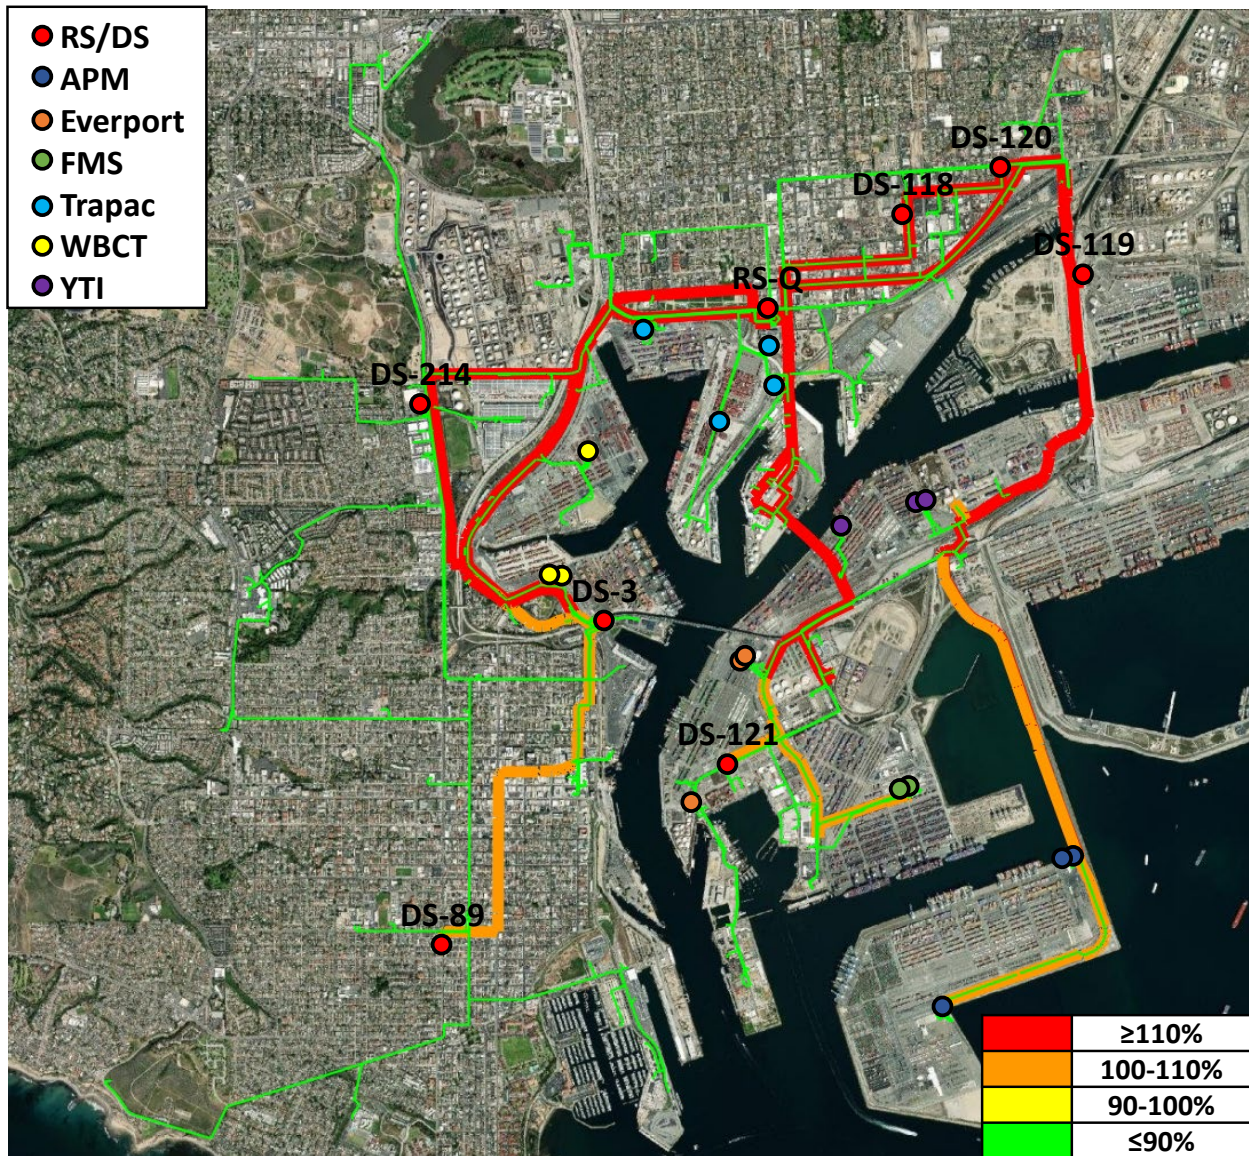 RS/DS
APM
Everport
FMS
Trapac
WBCT
YTI
DS-120
DS-118
DS-119
RS-Q
DS-214
DS-3
DS-121
DS-89
≥110%
100-110%
90-100%
≤90%